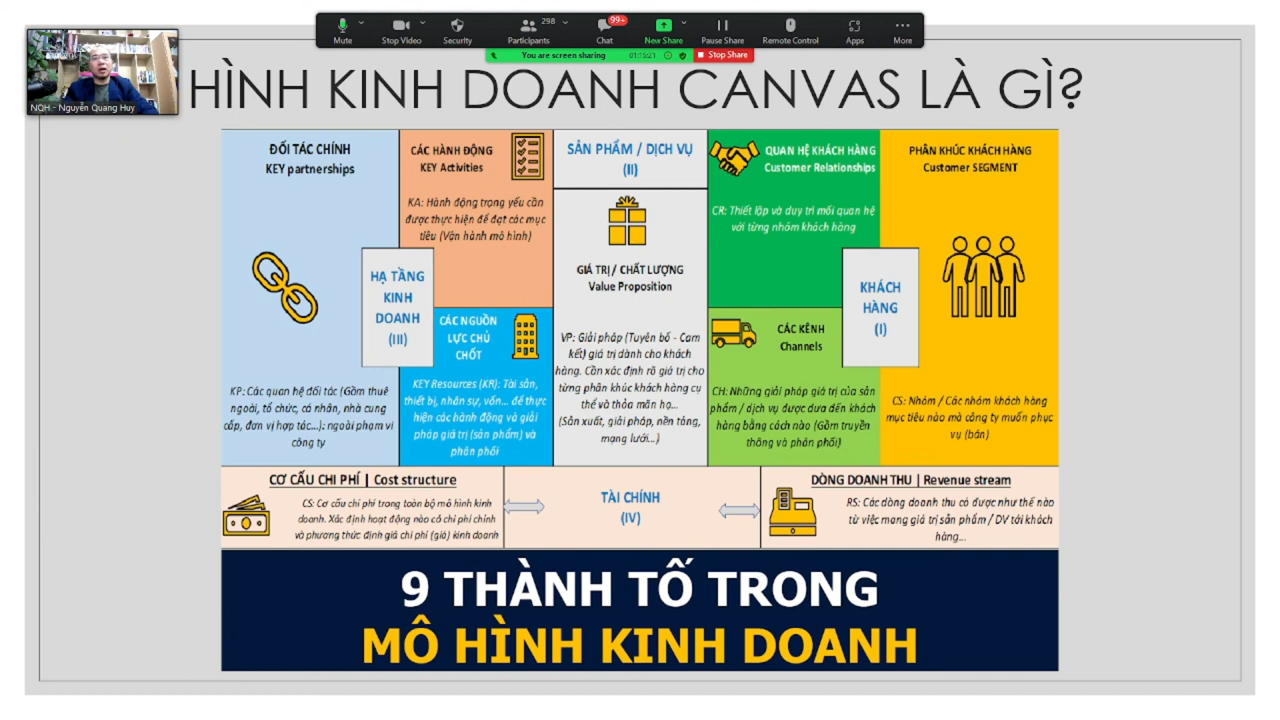 Mute
Stop Video
Security
298
Participants
99+
Chat
New Share
Pause Share
Remote Control
Apps
More
You are screen sharing
01:15:21
Stop Share
NQH - Nguyễn Quang Huy
HÌNH KINH DOANH CANVAS LÀ GÌ?
ĐỐI TÁC CHÍNH
KEY partnerships
KP: Các quan hệ đối tác (Gồm thuê
ngoài, tổ chức, cá nhân, nhà cung
cấp, đơn vị hợp tác...): ngoài phạm vi
công ty
HẠ TẦNG
KINH
DOANH
(III)
CÁC HÀNH ĐỘNG
KEY Activities
KA: Hành động trọng yếu cần
được thực hiện để đạt các mục
tiêu (Vận hành mô hình)
CÁC NGUỒN
LỰC CHỦ
CHỐT
KEY Resources (KR): Tài sản,
thiết bị, nhân sự, vốn... để thực
hiện các hành động và giải
pháp giá trị (sản phẩm) và
phân phối
SẢN PHẨM / DỊCH VỤ
(II)
GIÁ TRỊ / CHẤT LƯỢNG
Value Proposition
VP: Giải pháp (Tuyên bố - Cam
kết) giá trị dành cho khách
hàng. Cần xác định rõ giá trị cho
từng phân khúc khách hàng cụ
thể và thỏa mãn họ...
(Sản xuất, giải pháp, nền tảng,
mạng lưới...)
QUAN HỆ KHÁCH HÀNG
Customer Relationships
CR: Thiết lập và duy trì mối quan hệ
với từng nhóm khách hàng
CÁC KÊNH
Channels
CH: Những giải pháp giá trị của sản
phẩm / dịch vụ được đưa đến khách
hàng bằng cách nào (Gồm truyền
thông và phân phối)
KHÁCH
HÀNG
(I)
PHÂN KHÚC KHÁCH HÀNG
Customer SEGMENT
CS: Nhóm / Các nhóm khách hàng
mục tiêu nào mà công ty muốn phục
vụ (bán)
CƠ CẤU CHI PHÍ | Cost structure
CS: Cơ cấu chi phí trong toàn bộ mô hình kinh
doanh. Xác định hoạt động nào có chi phí chính
và phương thức định giá chi phí (giá) kinh doanh
TÀI CHÍNH
(IV)
DÒNG DOANH THU | Revenue stream
RS: Các dòng doanh thu có được như thế nào
từ việc mang giá trị sản phẩm / DV tới khách
hàng...
9 THÀNH TỐ TRONG
MÔ HÌNH KINH DOANH